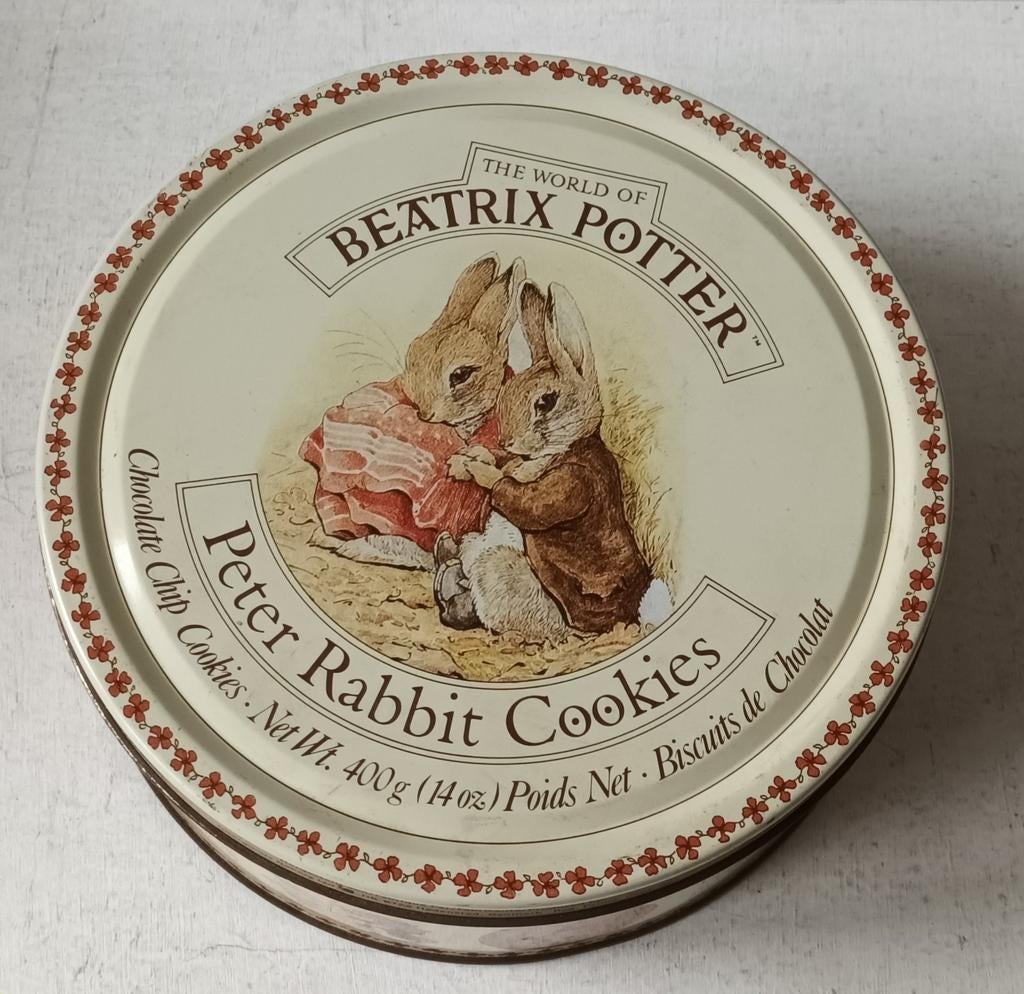 THE WORLD OF
BEATRIX POTTER™
Peter Rabbit Cookies
Chocolate Chip Cookies · Net Wt. 400g (14 oz.) Poids Net · Biscuits de Chocolat